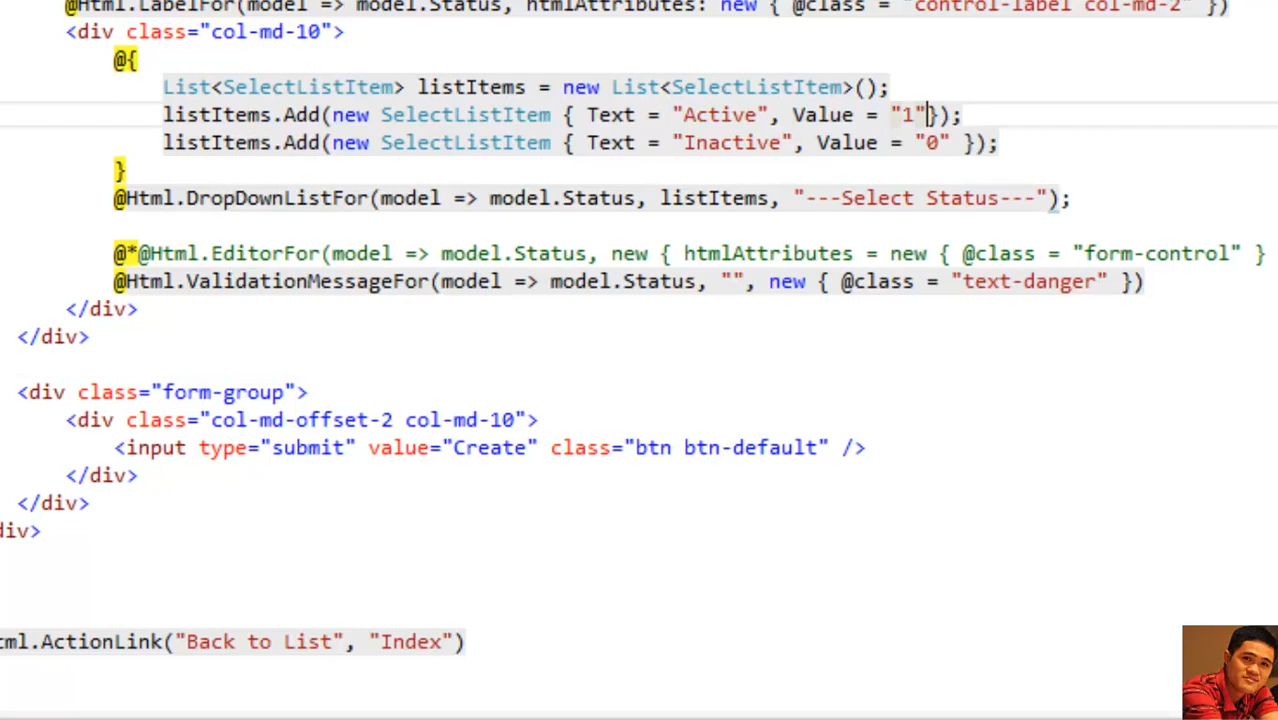 @Html.LabelFor(model => model.Status, htmlAttributes: new { @class = "control-label col-md-2" })
<div class="col-md-10">
@{
List<SelectListItem> listItems = new List<SelectListItem>();
listItems.Add(new SelectListItem { Text = "Active", Value = "1"});
listItems.Add(new SelectListItem { Text = "Inactive", Value = "0" });
}
@Html.DropDownListFor(model => model.Status, listItems, "---Select Status---");
@*@Html.EditorFor(model => model.Status, new { htmlAttributes = new { @class = "form-control" }
@Html.ValidationMessageFor(model => model.Status, "", new { @class = "text-danger" })
</div>
</div>
<div class="form-group">
<div class="col-md-offset-2 col-md-10">
<input type="submit" value="Create" class="btn btn-default" />
</div>
</div>
div>
tml.ActionLink("Back to List", "Index")